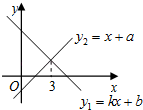 y
y₂ = x + a
O
3
x
y₁ = kx + b